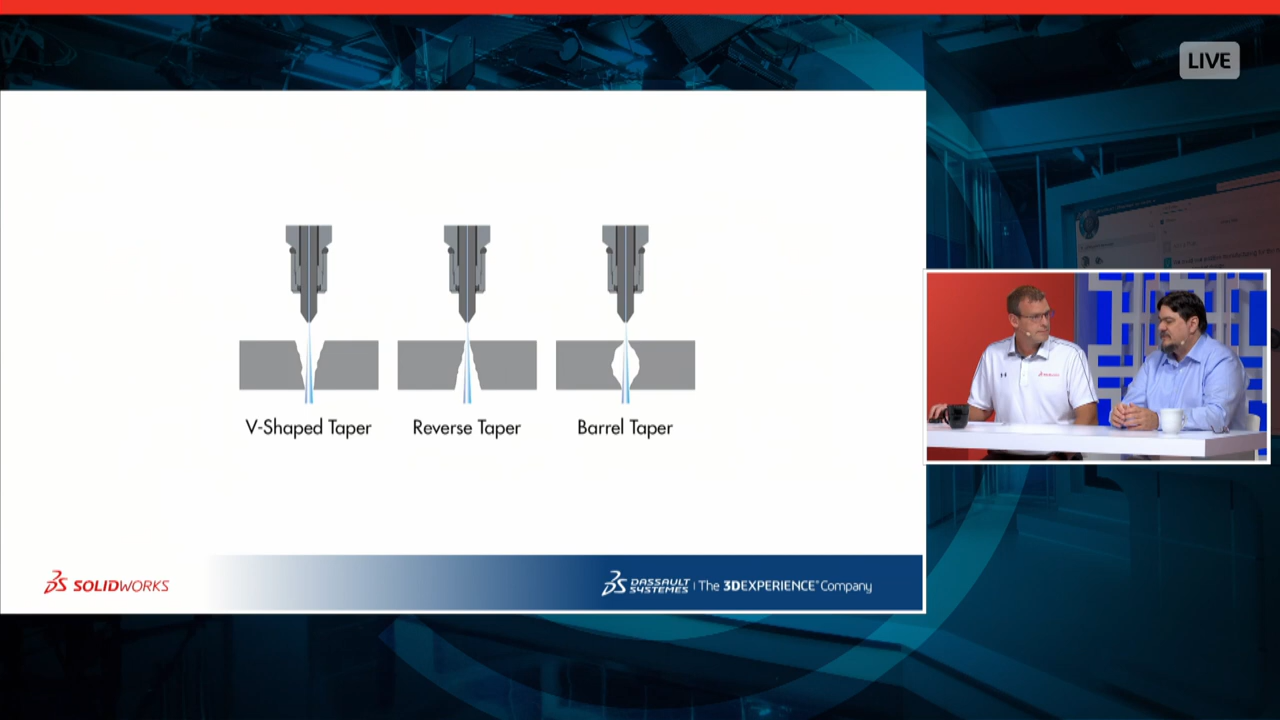 LIVE
V-Shaped Taper
Reverse Taper
Barrel Taper
SOLIDWORKS
DASSAULT SYSTEMES | The 3DEXPERIENCE Company